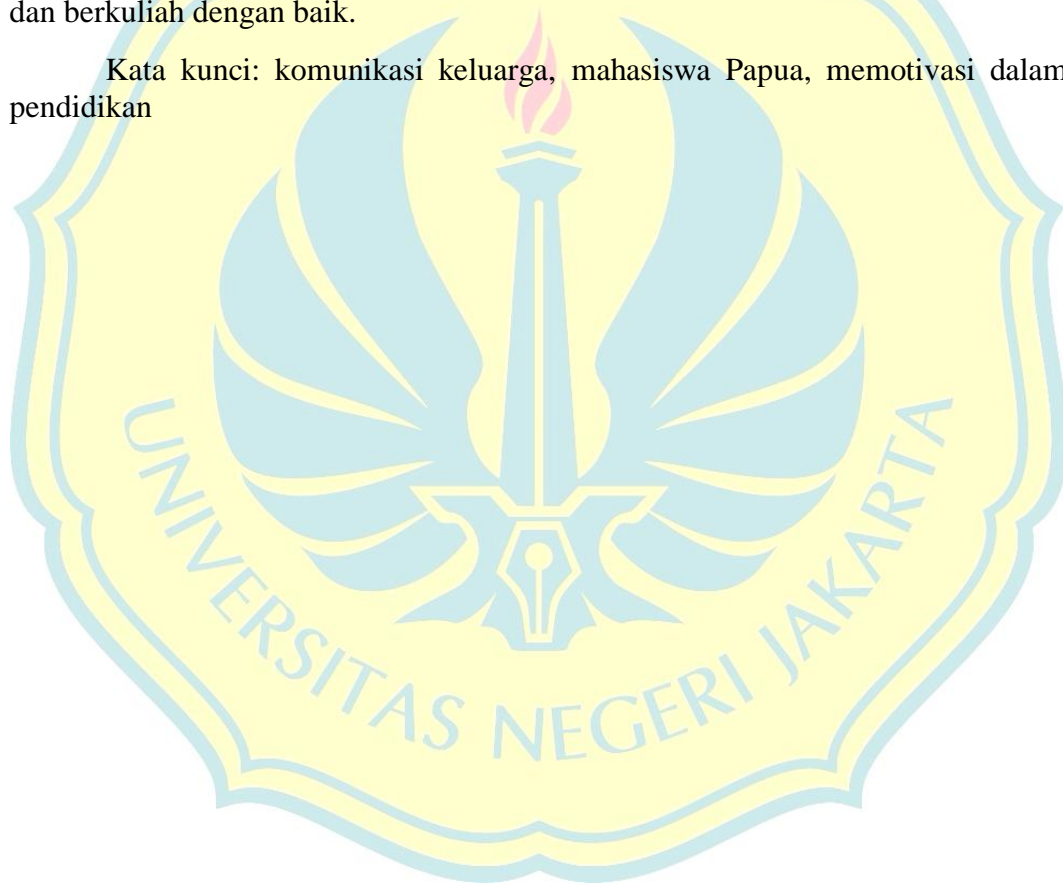 dan berkuliah dengan baik.
Kata kunci: komunikasi keluarga, mahasiswa Papua, memotivasi dalam
pendidikan
UNIVERSITAS NEGERI JAKARTA